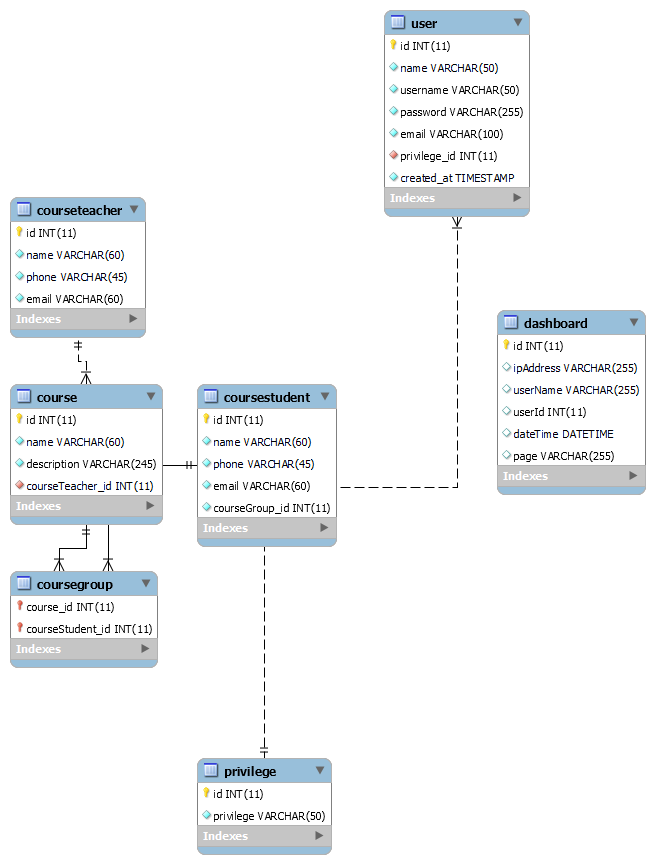 user
id INT(11)
name VARCHAR(50)
username VARCHAR(50)
password VARCHAR(255)
email VARCHAR(100)
privilege_id INT(11)
created_at TIMESTAMP
Indexes
courseteacher
id INT(11)
name VARCHAR(60)
phone VARCHAR(45)
email VARCHAR(60)
Indexes
dashboard
id INT(11)
ipAddress VARCHAR(255)
userName VARCHAR(255)
userId INT(11)
dateTime DATETIME
page VARCHAR(255)
Indexes
course
id INT(11)
name VARCHAR(60)
description VARCHAR(245)
courseTeacher_id INT(11)
Indexes
coursestudent
id INT(11)
name VARCHAR(60)
phone VARCHAR(45)
email VARCHAR(60)
courseGroup_id INT(11)
Indexes
coursegroup
course_id INT(11)
courseStudent_id INT(11)
Indexes
privilege
id INT(11)
privilege VARCHAR(50)
Indexes